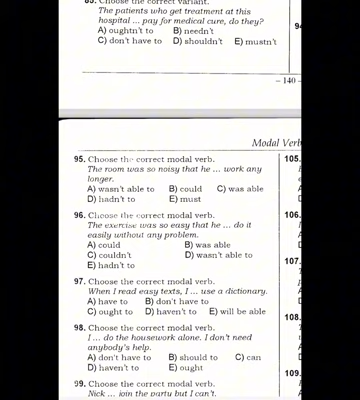 85. Choose the correct variant.
The patients who get treatment at this
hospital ... pay for medical cure, do they?
A) oughtn't to B) needn't
C) don't have to D) shouldn't E) mustn't
94
– 140 –
Modal Verb
95. Choose the correct modal verb.
The room was so noisy that he ... work any
longer.
A) wasn't able to B) could C) was able
D) hadn't to E) must
96. Choose the correct modal verb.
The exercise was so easy that he ... do it
easily without any problem.
A) could B) was able
C) couldn't D) wasn't able to
E) hadn't to
97. Choose the correct modal verb.
When I read easy texts, I ... use a dictionary.
A) have to B) don't have to
C) ought to D) haven't to E) will be able
98. Choose the correct modal verb.
I ... do the housework alone. I don't need
anybody's help.
A) don't have to B) should to C) can
D) haven't to E) ought
99. Choose the correct modal verb.
Nick ... join the party but I can't.
105.
106.
107.
108.
109.